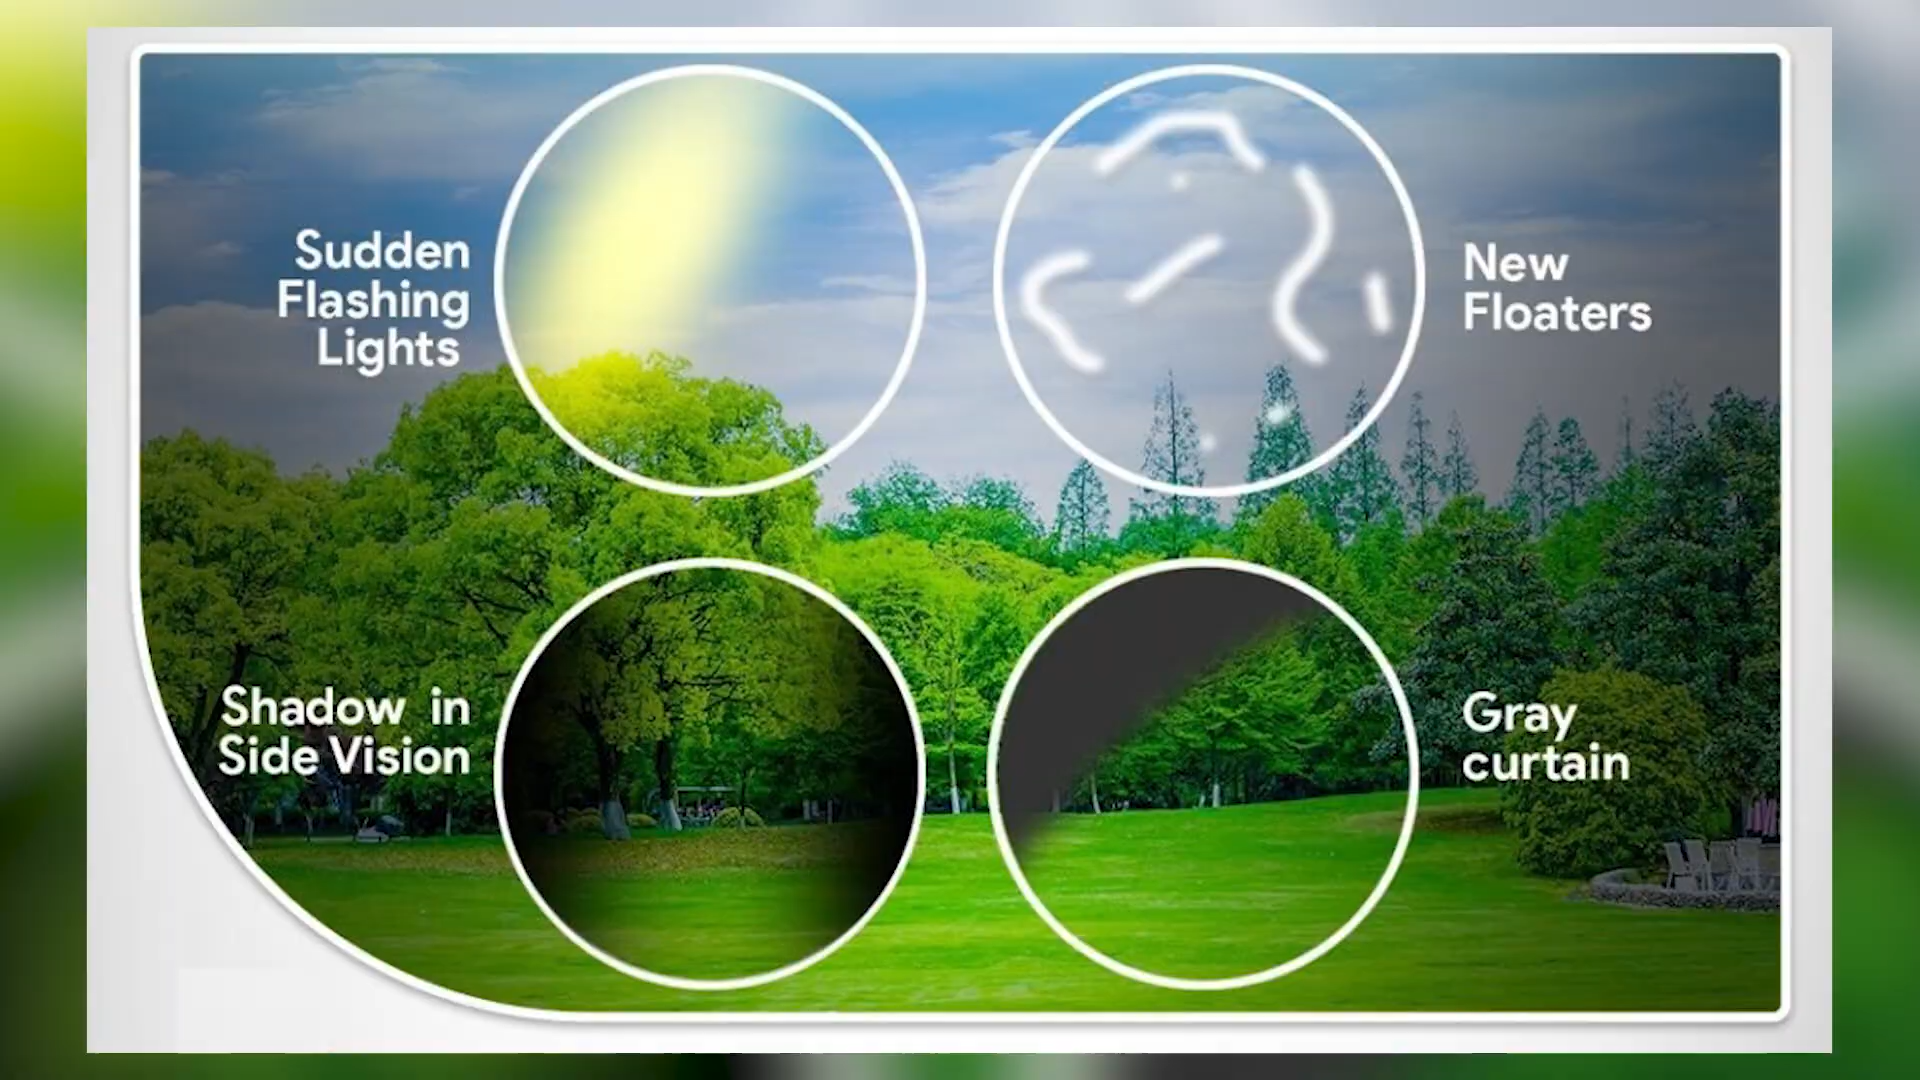 Sudden
Flashing
Lights
New
Floaters
Shadow in
Side Vision
Gray
curtain